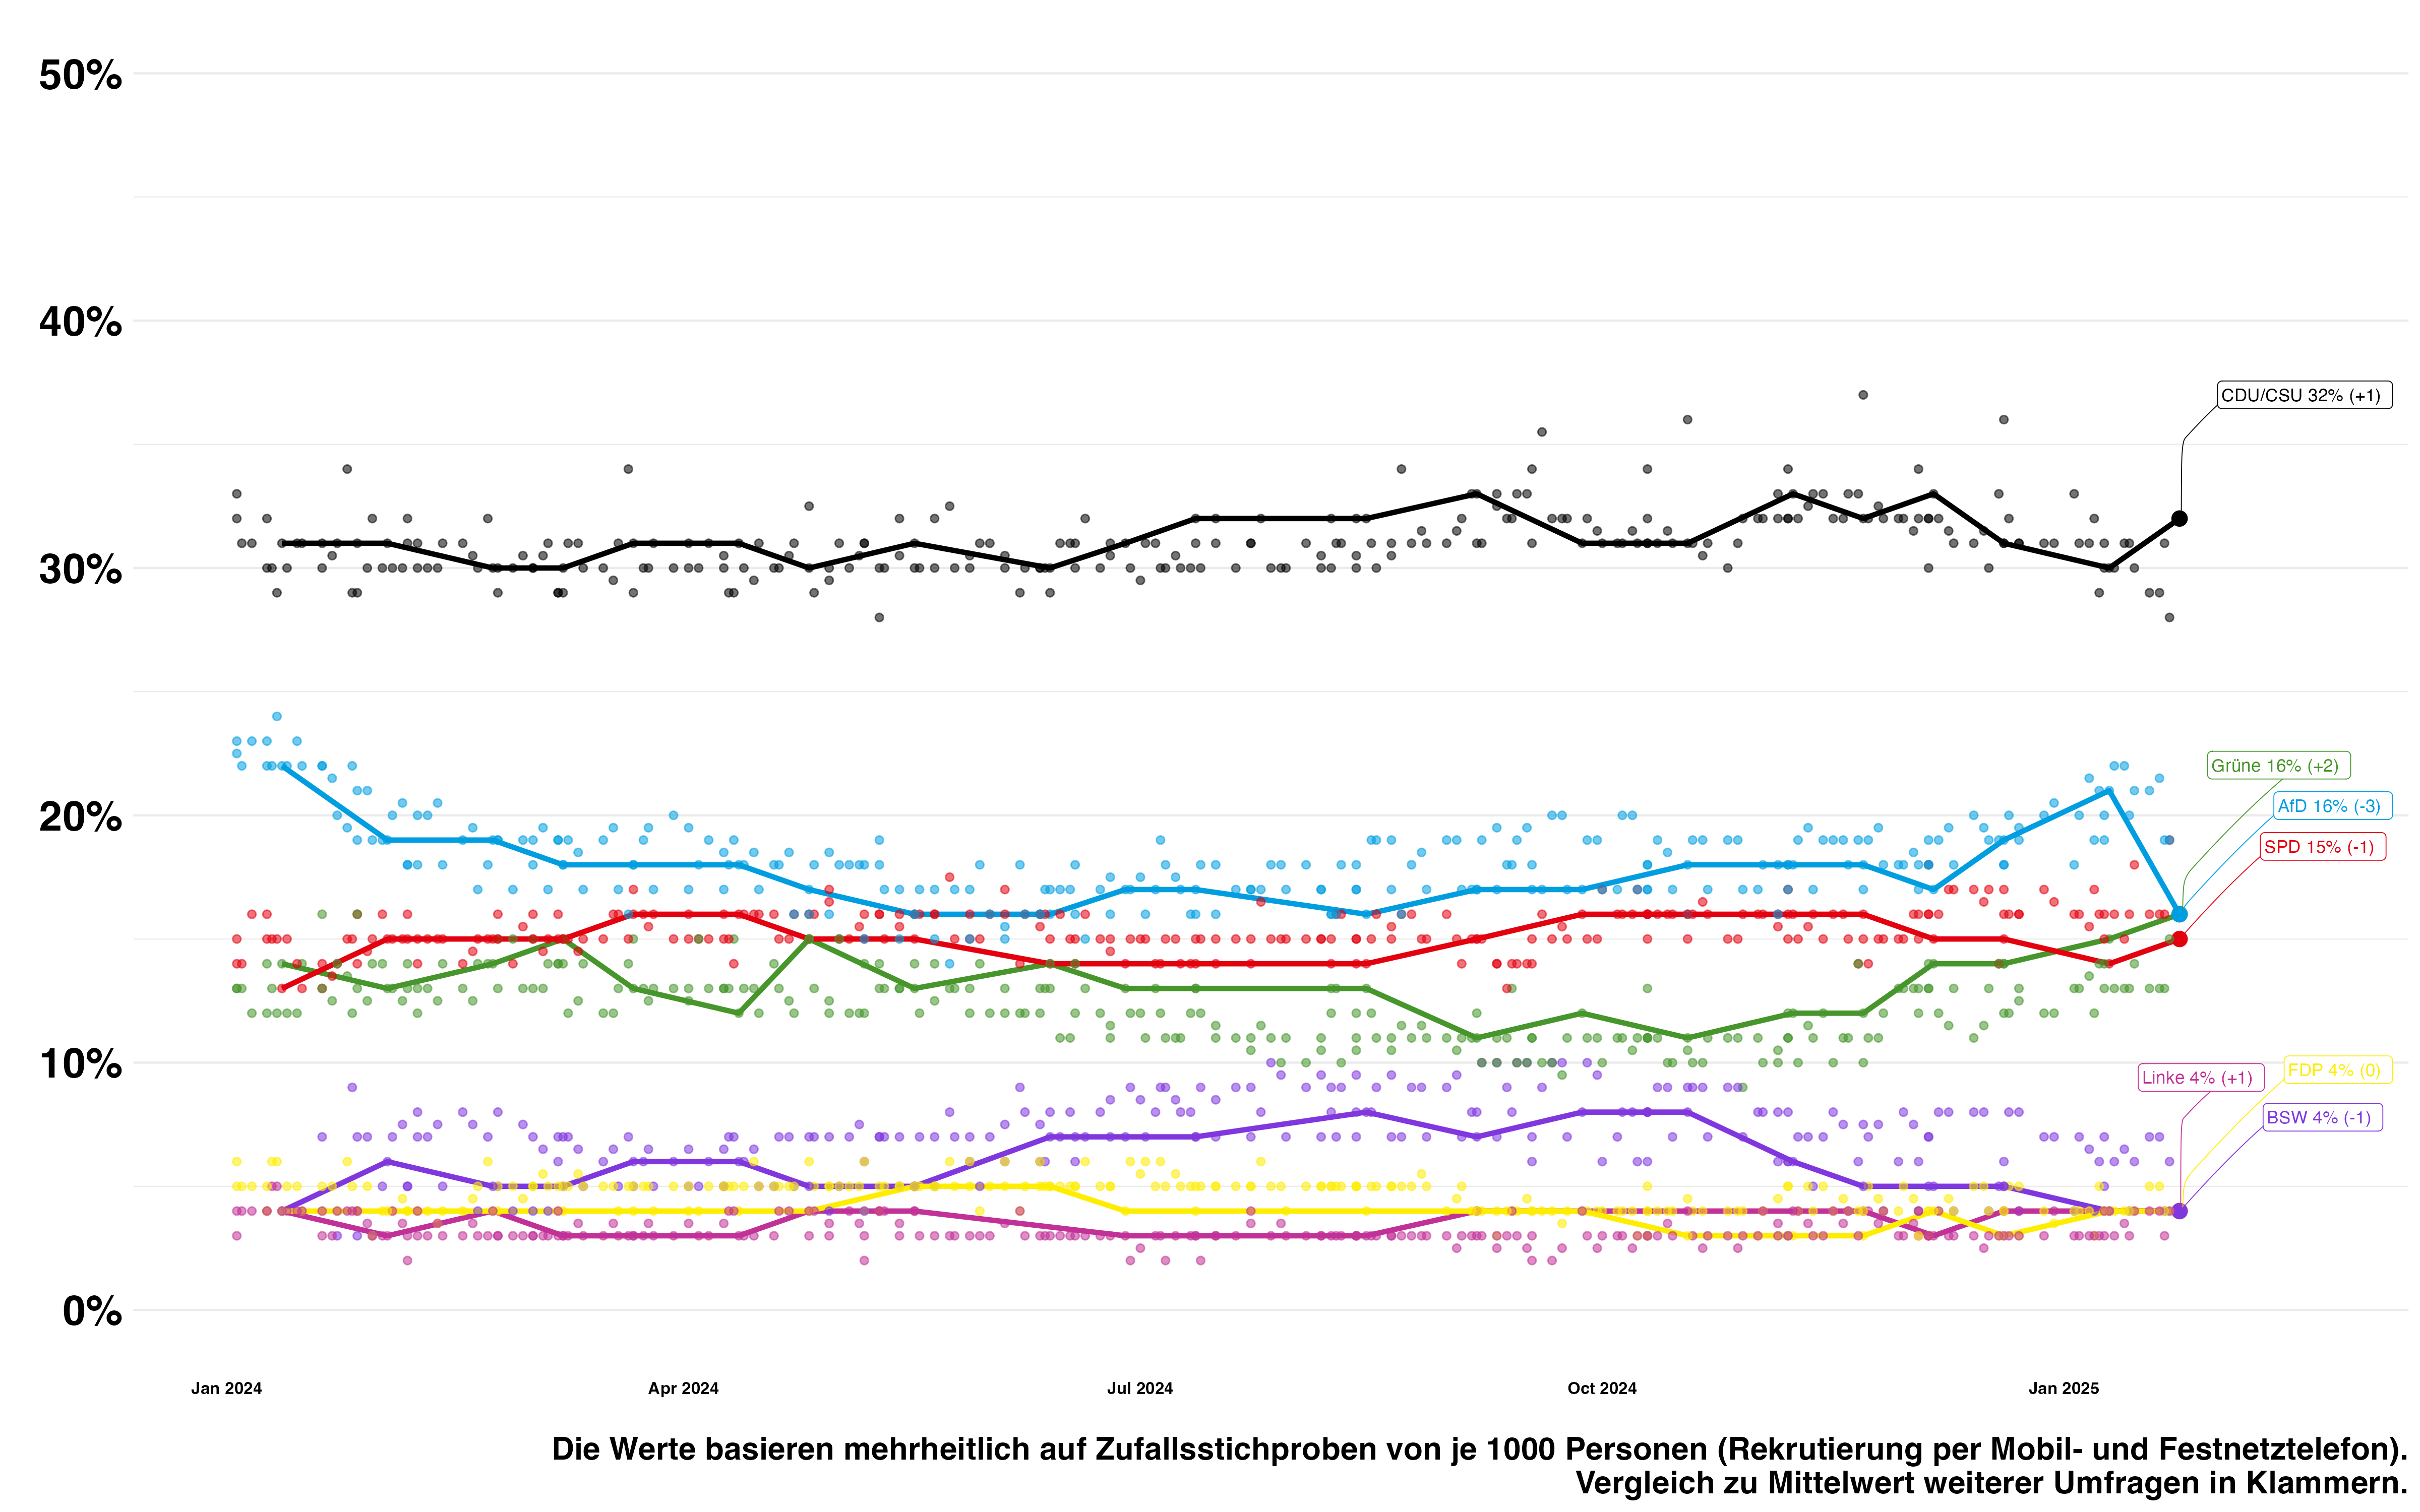 50%
40%
30%
20%
10%
0%
CDU/CSU 32% (+1)
Grüne 16% (+2)
AfD 16% (-3)
SPD 15% (-1)
FDP 4% (0)
Linke 4% (+1)
BSW 4% (-1)
Jan 2024
Apr 2024
Jul 2024
Oct 2024
Jan 2025
Die Werte basieren mehrheitlich auf Zufallsstichproben von je 1000 Personen (Rekrutierung per Mobil- und Festnetztelefon).
Vergleich zu Mittelwert weiterer Umfragen in Klammern.